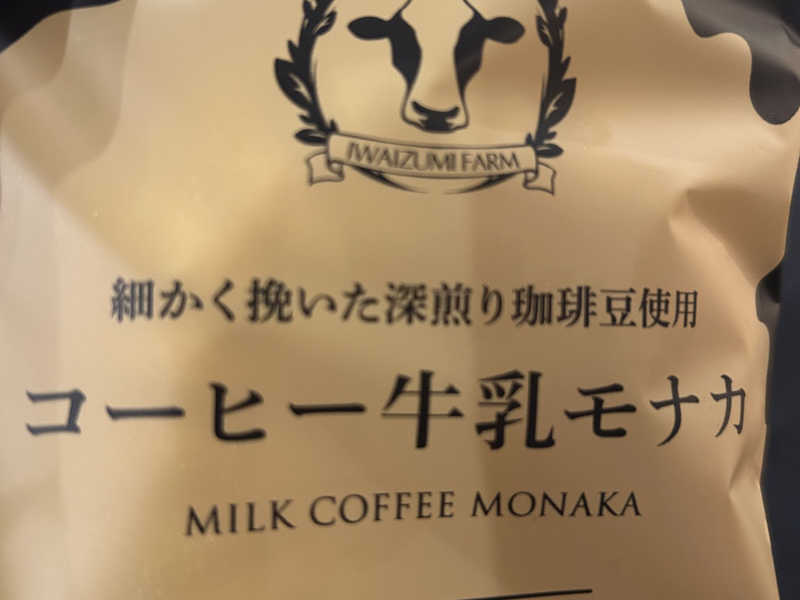 IWAIZUMI FARM
細かく挽いた深煎り珈琲豆使用
コーヒー牛乳モナカ
MILK COFFEE MONAKA